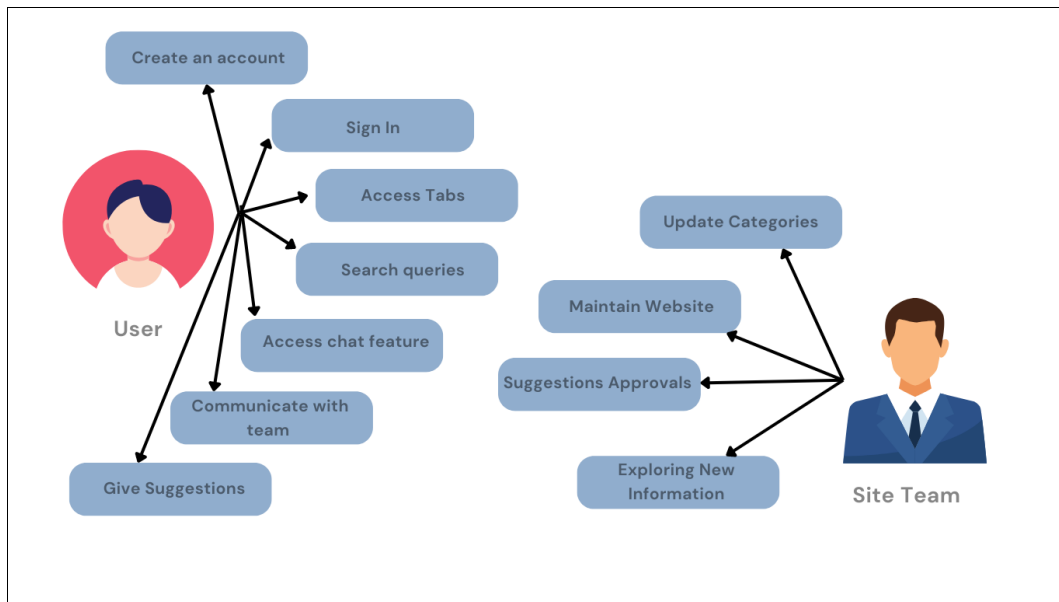 Create an account
Sign In
Access Tabs
Search queries
Access chat feature
Communicate with
team
Give Suggestions
User
Update Categories
Maintain Website
Suggestions Approvals
Exploring New
Information
Site Team